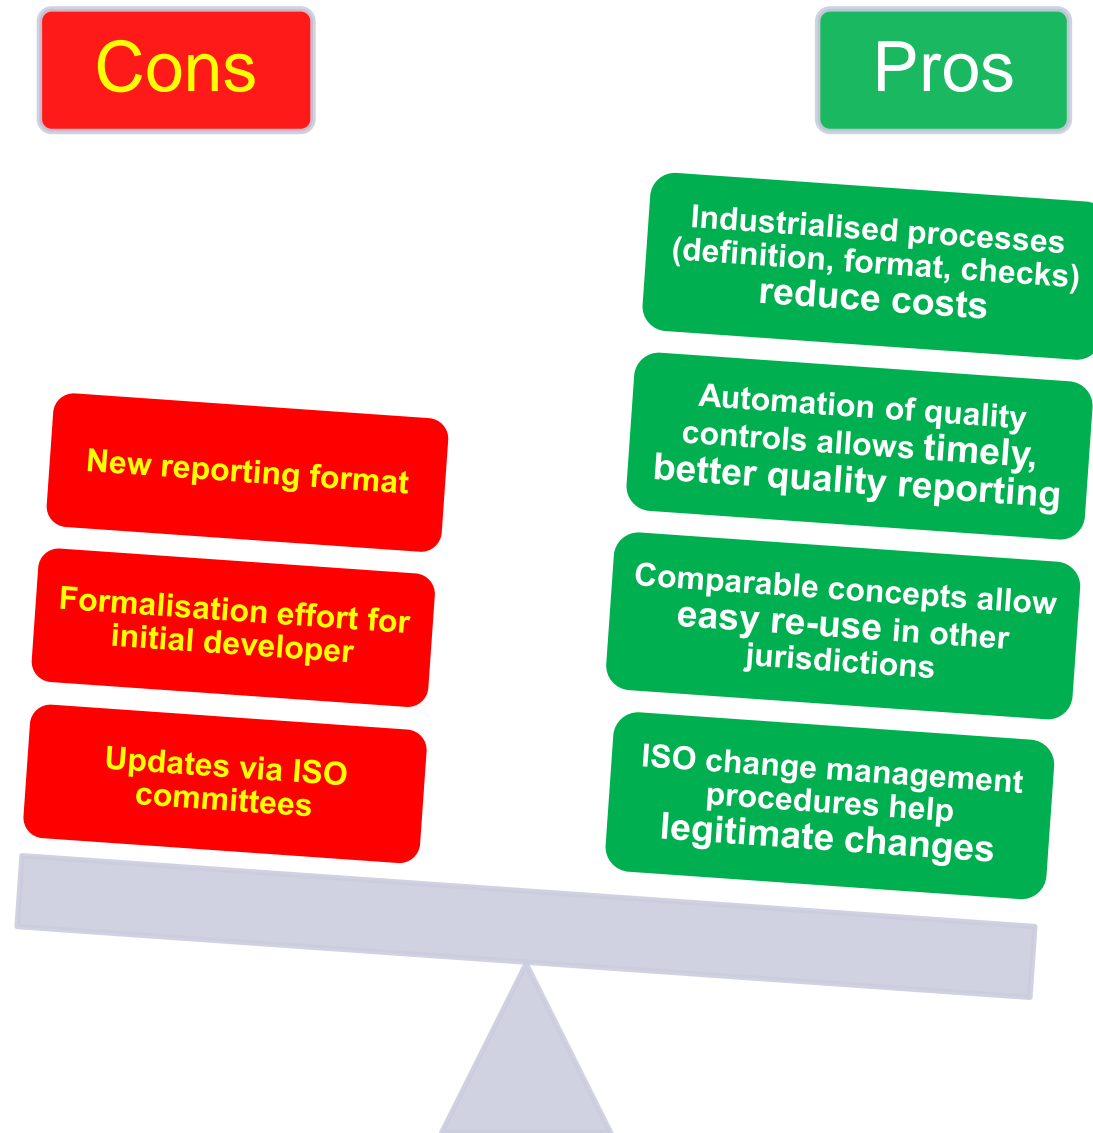 Cons
Pros
New reporting format
Formalisation effort for
initial developer
Updates via ISO
committees
Industrialised processes
(definition, format, checks)
reduce costs
Automation of quality
controls allows timely,
better quality reporting
Comparable concepts allow
easy re-use in other
jurisdictions
ISO change management
procedures help
legitimate changes